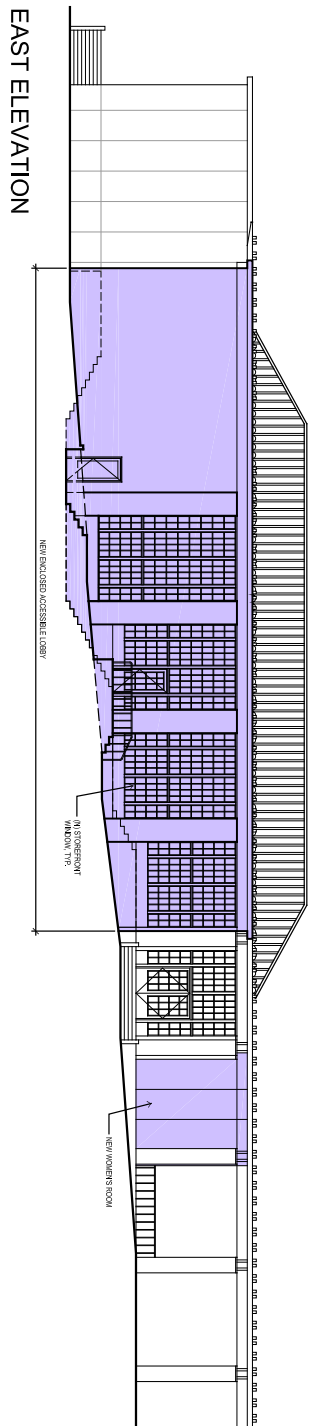 EAST ELEVATION
NEW ENCLOSED ACCESSIBLE LOBBY
(N) STOREFRONT
WINDOW, TYP.
NEW WOMEN'S ROOM